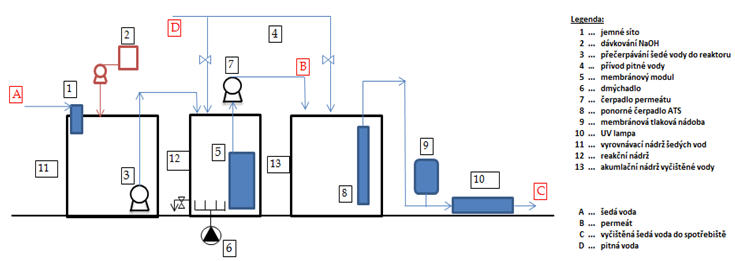 D
4
2
7
B
1
A
9
11
12
5
13
3
8
10
C
6
Legenda:
1 ... jemné síto
2 ... dávkování NaOH
3 ... přečerpávání šedé vody do reaktoru
4 ... přívod pitné vody
5 ... membránový modul
6 ... dmýchadlo
7 ... čerpadlo permeátu
8 ... ponorné čerpadlo ATS
9 ... membránová tlaková nádoba
10 ... UV lampa
11 ... vyrovnávací nádrž šedých vod
12 ... reakční nádrž
13 ... akumlační nádrž vyčištěné vody
A ... šedá voda
B ... permeát
C ... vyčištěná šedá voda do spotřebiště
D ... pitná voda